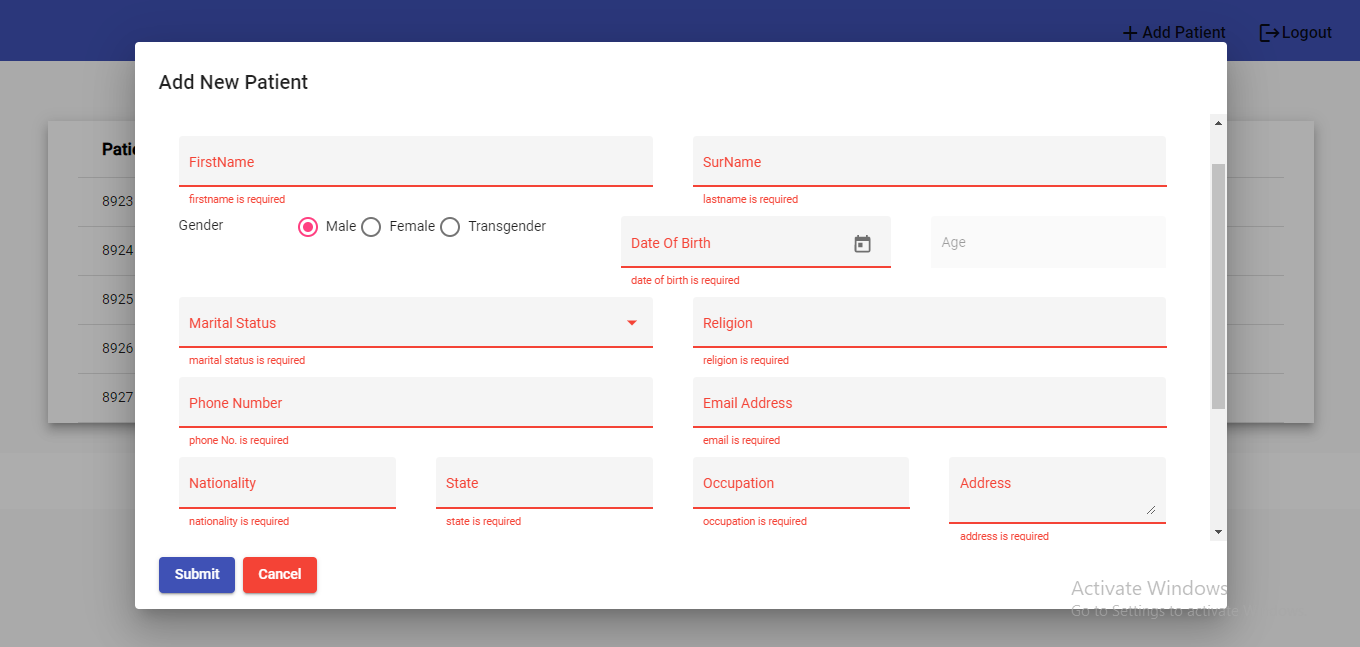 Add Patient Logout
Add New Patient
Patie
FirstName SurName
firstname is required lastname is required
8923
Gender Male Female Transgender
Date Of Birth Age
8924
date of birth is required
8925
Marital Status Religion
8926
marital status is required religion is required
8927
Phone Number Email Address
phone No. is required email is required
Nationality State Occupation Address
nationality is required state is required occupation is required
address is required
Submit Cancel
Activate Windows
Go to Settings to activate